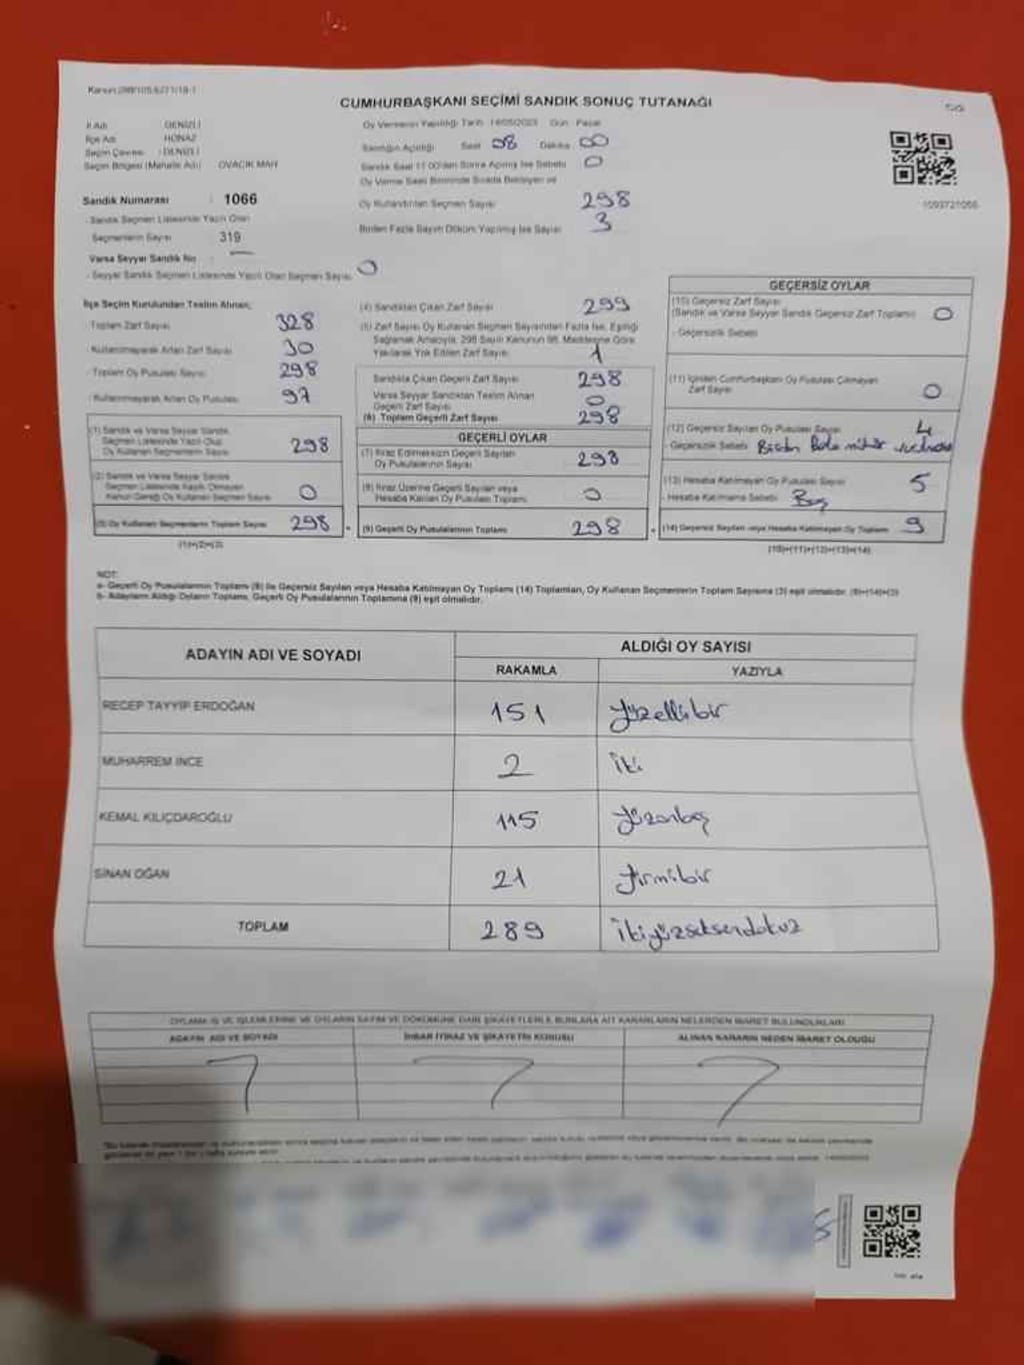 Kanun:298/105,6271/18-1
CUMHURBAŞKANI SEÇİMİ SANDIK SONUÇ TUTANAĞI
İl Adı : DENİZLİ
İlçe Adı : HONAZ
Seçim Çevresi : DENİZLİ
Seçim Bölgesi (Mahalle Adı) : OVACIK MAH.
Oy Vermenin Yapıldığı Tarih : 14/05/2023 Gün : Pazar
Sandığın Açıldığı Saat 08 Dakika 00
Sandık Saat 17.00'den Sonra Açılmış İse Sebebi 0
Oy Verme Saati Bitiminde Sırada Bekleyen ve
Oy Kullandırılan Seçmen Sayısı 298
Birden Fazla Sayım Döküm Yapılmış İse Sayısı 3
1093721066
Sandık Numarası : 1066
- Sandık Seçmen Listesinde Yazılı Olan
Seçmenlerin Sayısı : 319
Varsa Seyyar Sandık No : —
- Seyyar Sandık Seçmen Listesinde Yazılı Olan Seçmen Sayısı: 0
İlçe Seçim Kurulundan Teslim Alınan;
- Toplam Zarf Sayısı : 328
- Kullanılmayarak Artan Zarf Sayısı : 30
- Toplam Oy Pusulası Sayısı : 298
- Kullanılmayarak Artan Oy Pusulası : 97
(1) Sandık ve Varsa Seyyar Sandık
Seçmen Listesinde Yazılı Olup
Oy Kullanan Seçmenlerin Sayısı 298
(2) Sandık ve Varsa Seyyar Sandık
Seçmen Listesinde Kayıtlı Olmayan
Kanun Gereği Oy Kullanan Seçmen Sayısı 0
(3) Oy Kullanan Seçmenlerin Toplam Sayısı 298
(1)+(2)=(3)
(4) Sandıktan Çıkan Zarf Sayısı 299
(5) Zarf Sayısı Oy Kullanan Seçmen Sayısından Fazla İse, Eşitliği
Sağlamak Amacıyla, 298 Sayılı Kanunun 98. Maddesine Göre
Yakılarak Yok Edilen Zarf Sayısı 1
Sandıkta Çıkan Geçerli Zarf Sayısı 298
Varsa Seyyar Sandıktan Teslim Alınan
Geçerli Zarf Sayısı 0
(6) Toplam Geçerli Zarf Sayısı 298
GEÇERLİ OYLAR
(7) İtiraz Edilmeksizin Geçerli Sayılan
Oy Pusulalarının Sayısı 298
(8) İtiraz Üzerine Geçerli Sayılan veya
Hesaba Katılan Oy Pusulaları Toplamı 0
(9) Geçerli Oy Pusulalarının Toplamı 298
GEÇERSİZ OYLAR
(10) Geçersiz Zarf Sayısı
(Sandık ve Varsa Seyyar Sandık Geçersiz Zarf Toplamı) 0
- Geçersizlik Sebebi
(11) İçinden Cumhurbaşkanı Oy Pusulası Çıkmayan
Zarf Sayısı 0
(12) Geçersiz Sayılan Oy Pusulası Sayısı 4
- Geçersizlik Sebebi Birden fazla mühür
(13) Hesaba Katılmayan Oy Pusulası Sayısı 5
- Hesaba Katılmama Sebebi Boş
(14) Geçersiz Sayılan veya Hesaba Katılmayan Oy Toplamı 9
(10)+(11)+(12)+(13)=(14)
NOT:
a- Geçerli Oy Pusulalarının Toplamı (9) ile Geçersiz Sayılan veya Hesaba Katılmayan Oy Toplamı (14) Toplamları, Oy Kullanan Seçmenlerin Toplam Sayısına (3) eşit olmalıdır. (9)+(14)=(3)
b- Adayların Aldığı Oyların Toplamı, Geçerli Oy Pusulalarının Toplamına (9) eşit olmalıdır.
ADAYIN ADI VE SOYADI
ALDIĞI OY SAYISI
RAKAMLA YAZIYLA
RECEP TAYYİP ERDOĞAN 151 Yüzellibir
MUHARREM İNCE 2 İki
KEMAL KILIÇDAROĞLU 115 Yüzonbeş
SİNAN OĞAN 21 Yirmibir
TOPLAM 289 İkiyüzseksendokuz
OYLAMA İŞ VE İŞLEMLERİNE VE OYLARIN SAYIM VE DÖKÜMÜNE DAİR ŞİKAYETLERLE BUNLARA AİT KARARLARIN NELERDEN İBARET BULUNDUKLARI
ADAYIN ADI VE SOYADI İHBAR İTİRAZ VE ŞİKAYETİN KONUSU ALINAN KARARIN NEDEN İBARET OLDUĞU